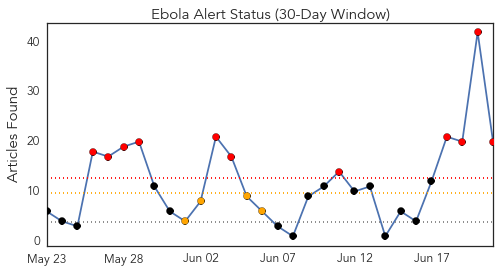 Ebola Alert Status (30-Day Window)
Articles Found
40
30
20
10
0
May 23
May 28
Jun 02
Jun 07
Jun 12
Jun 17